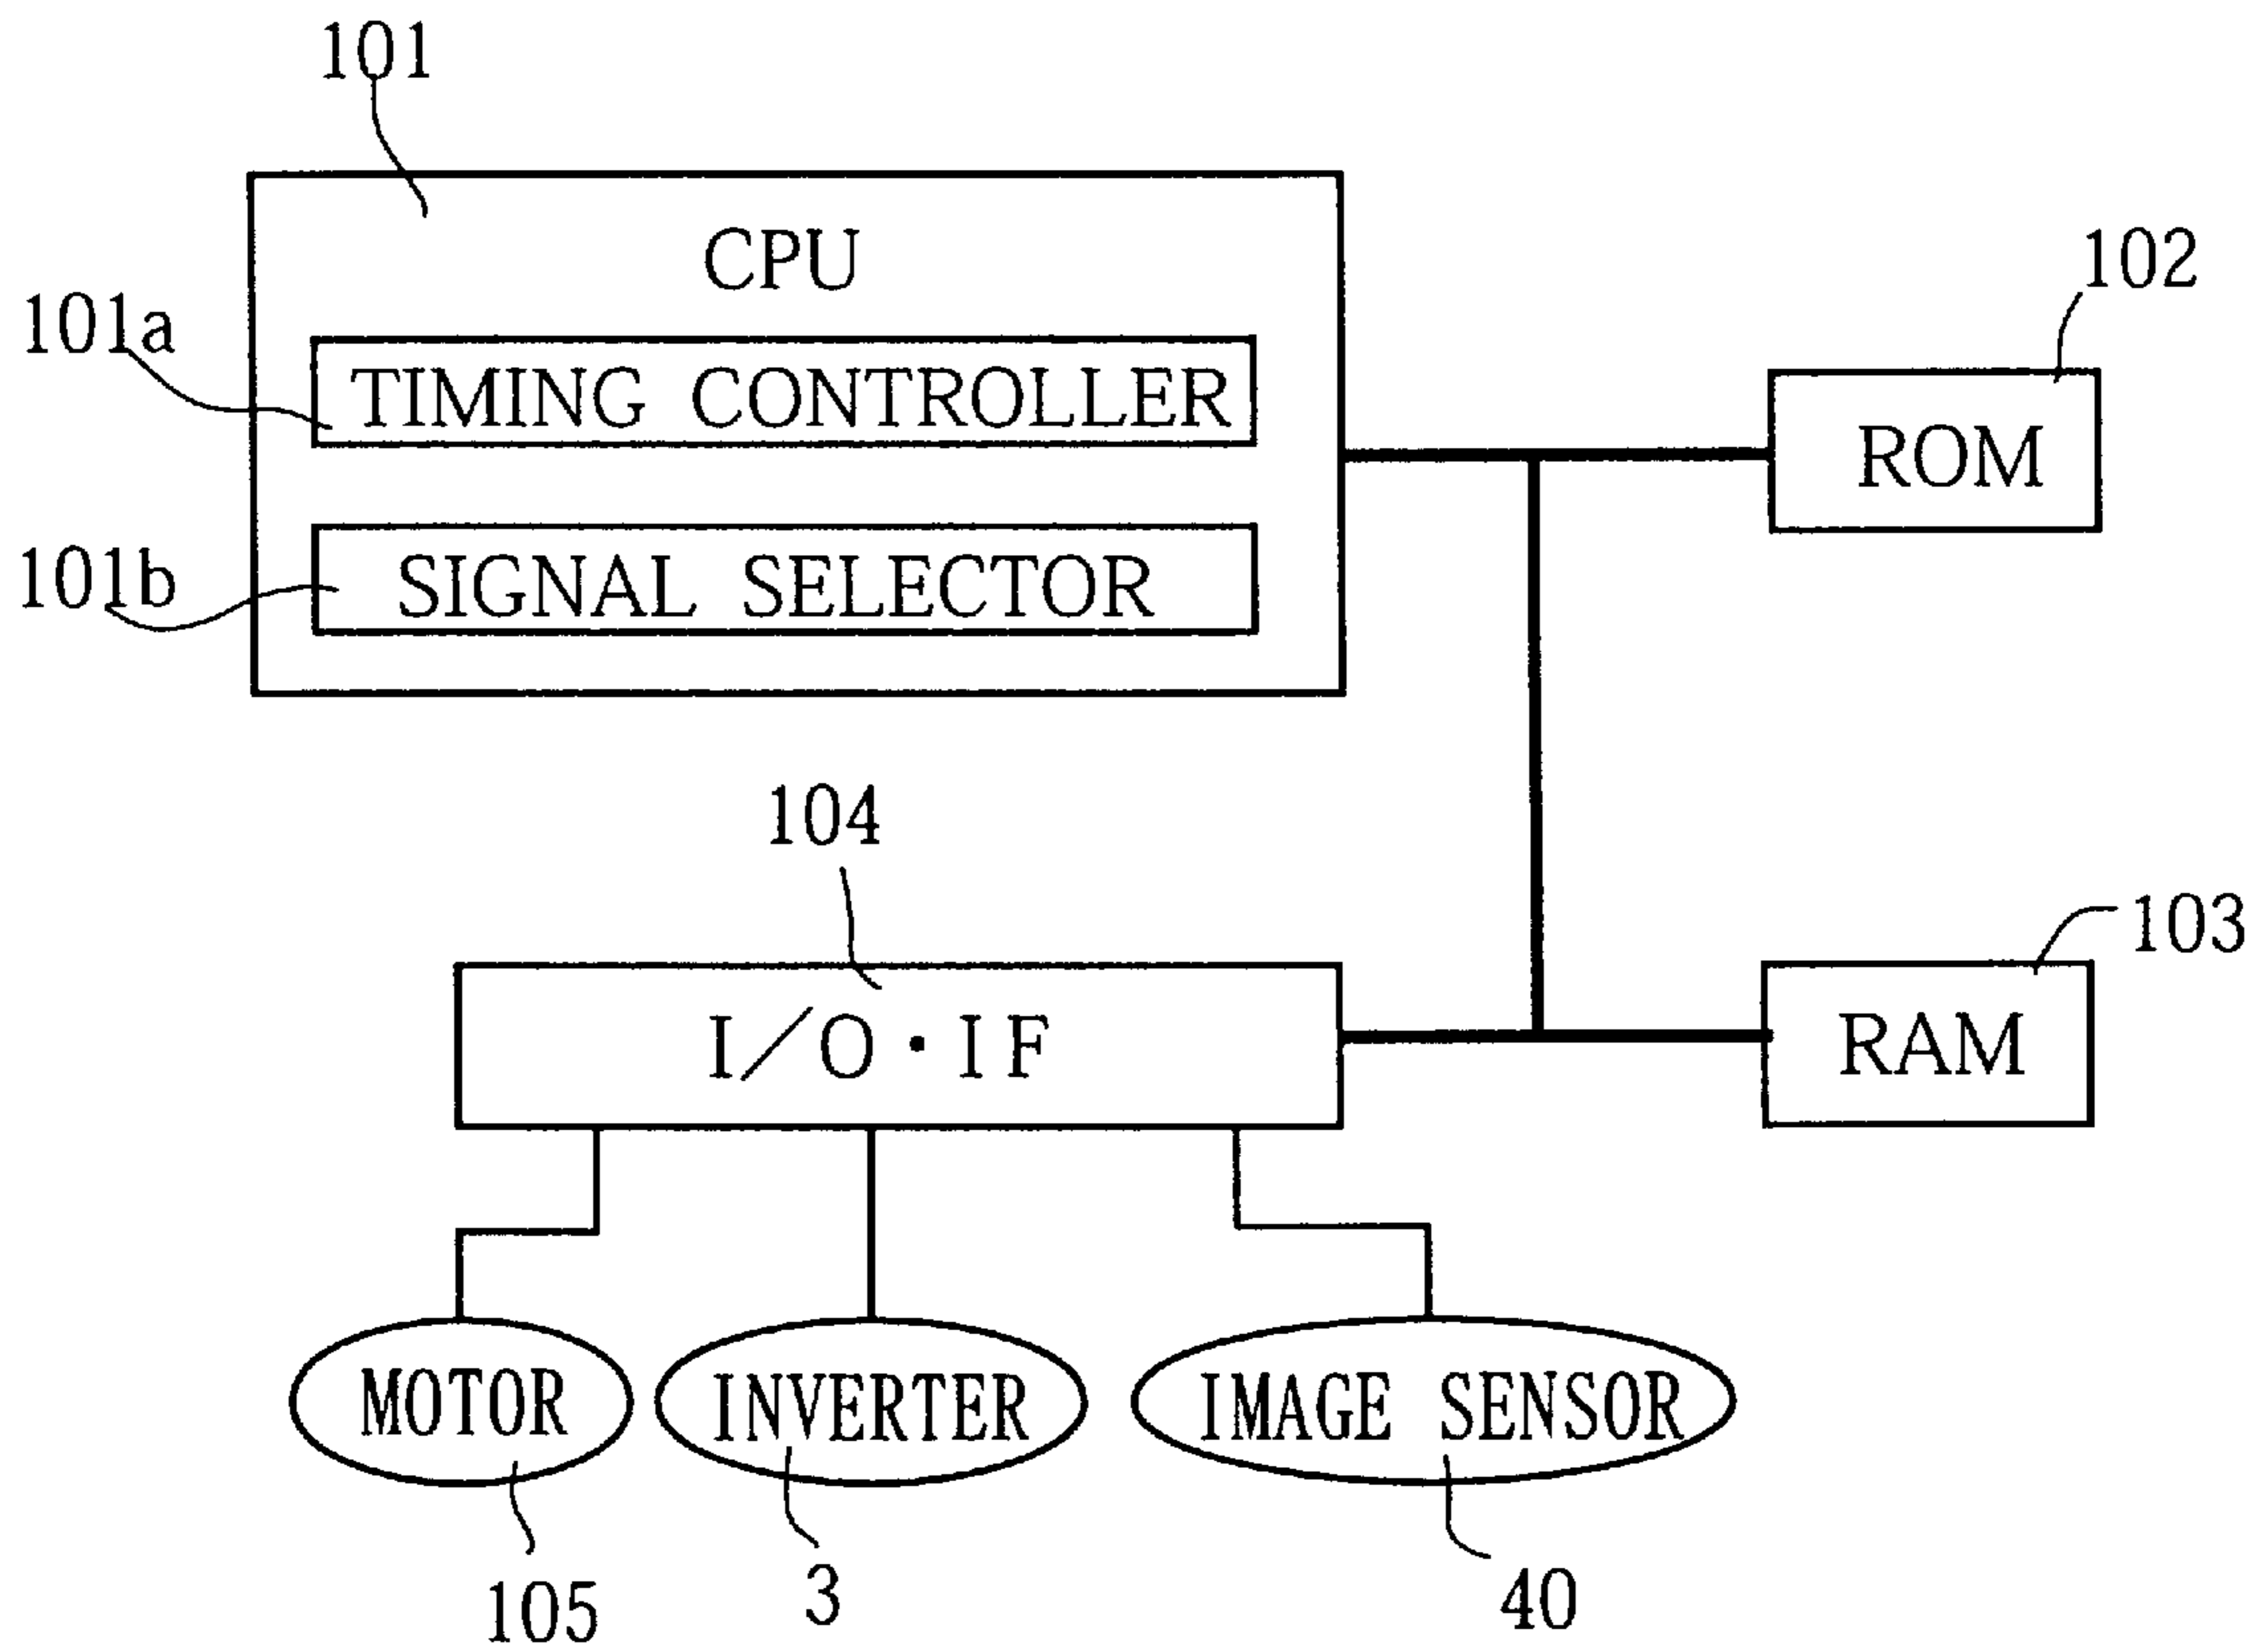 101
CPU
102
101a
TIMING CONTROLLER
ROM
101b
SIGNAL SELECTOR
104
103
I/O・IF
RAM
MOTOR
INVERTER
IMAGE SENSOR
105
3
40